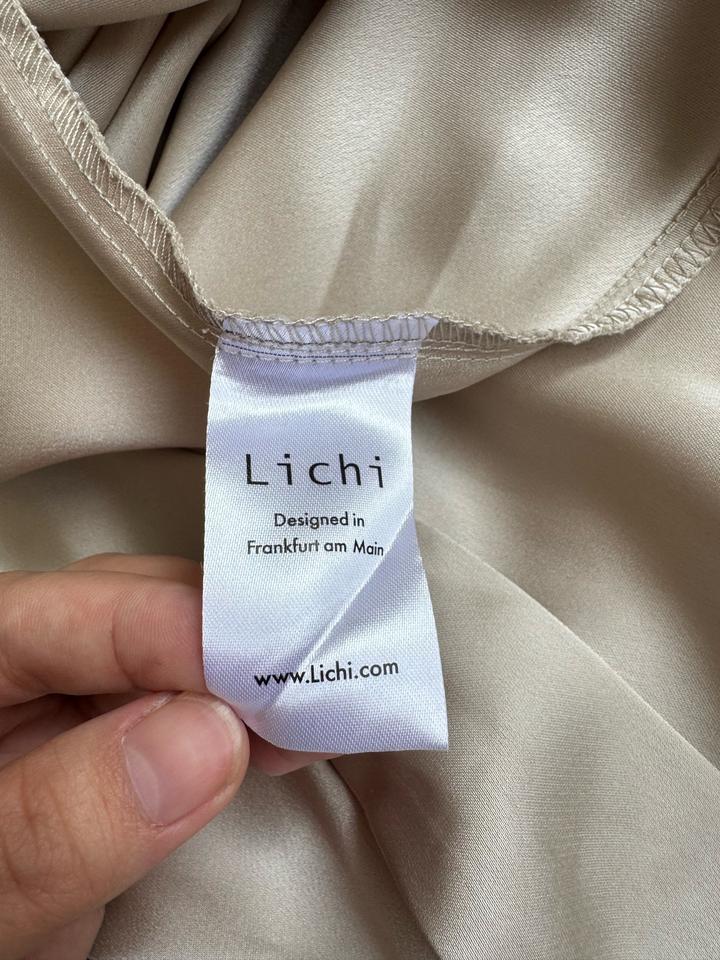 Lichi
Designed in
Frankfurt am Main
www.Lichi.com